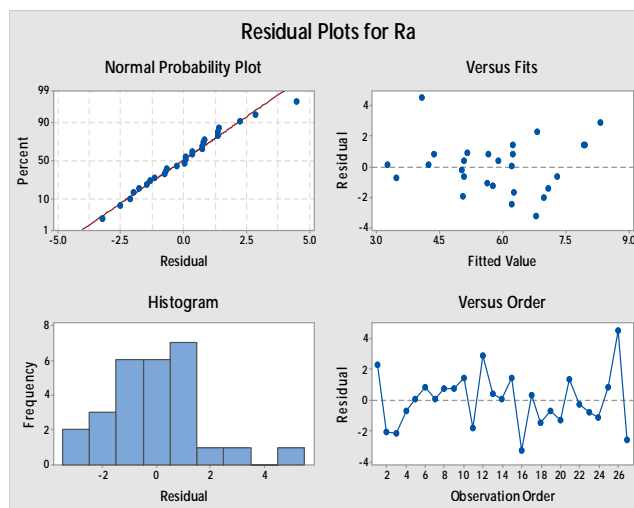 Residual Plots for Ra
Normal Probability Plot
99
90
50
10
1
Percent
-5.0 -2.5 0.0 2.5 5.0
Residual
Versus Fits
4
2
0
-2
-4
Residual
3.0 4.5 6.0 7.5 9.0
Fitted Value
Histogram
8
6
4
2
0
Frequency
-2 0 2 4
Residual
Versus Order
4
2
0
-2
-4
Residual
2 4 6 8 10 12 14 16 18 20 22 24 26
Observation Order